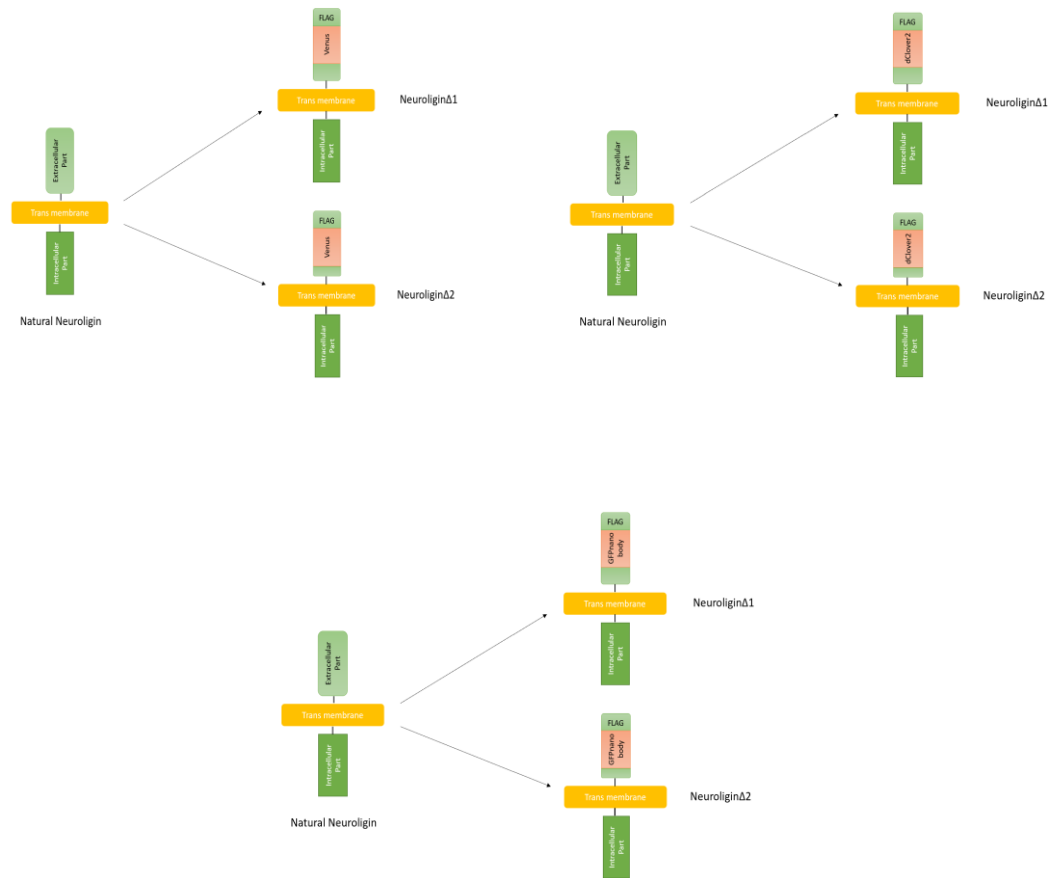 FLAG
Venus
Trans membrane
NeuroliginΔ1
Intracellular
Part
Extracellular
Part
Trans membrane
Intracellular
Part
Natural Neuroligin
FLAG
Venus
Trans membrane
NeuroliginΔ2
Intracellular
Part
FLAG
dClover2
Trans membrane
NeuroliginΔ1
Intracellular
Part
Extracellular
Part
Trans membrane
Intracellular
Part
Natural Neuroligin
FLAG
dClover2
Trans membrane
NeuroliginΔ2
Intracellular
Part
FLAG
GFPnano
body
Trans membrane
NeuroliginΔ1
Intracellular
Part
Extracellular
Part
Trans membrane
Intracellular
Part
Natural Neuroligin
FLAG
GFPnano
body
Trans membrane
NeuroliginΔ2
Intracellular
Part